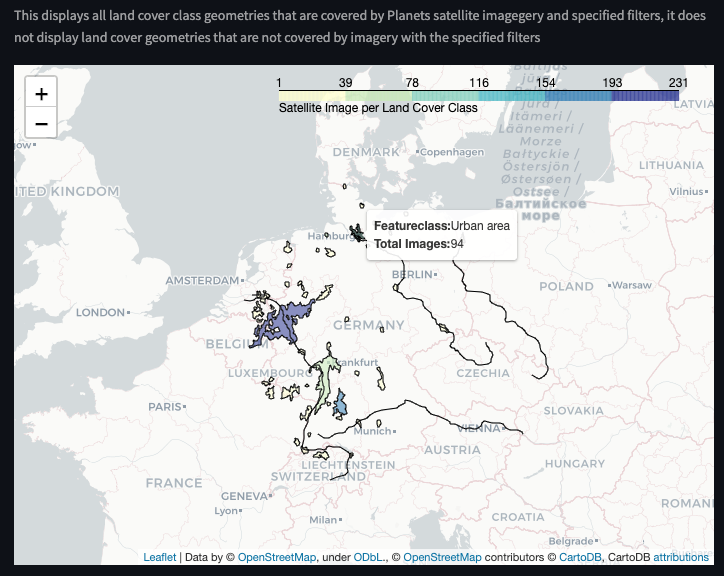 This displays all land cover class geometries that are covered by Planets satellite imagegery and specified filters, it does
not display land cover geometries that are not covered by imagery with the specified filters
+
−
1 39 78 116 154 193 231
Satellite Image per Land Cover Class
jūra /
Itämeri /
Läänemeri /
Morze
Bałtyckie /
Östersjön /
Østersøen /
Ostsee /
Балтийское
море
LATVIA
DENMARK
Copenhagen
LITHUANIA
Vilnius
ITED KINGDOM
Featureclass:Urban area
Total Images:94
Hamburg
BERLIN
AMSTERDAM
POLAND
Warsaw
LONDON
GERMANY
BELGIUM
Frankfurt
LUXEMBOURG
CZECHIA
PARIS
SLOVAKIA
Munich
VIENNA
AUSTRIA
LIECHTENSTEIN
HUNGARY
FRANCE
SWITZERLAND
GENEVA
ROMANI
Lyon
Milan
CROATIA
Belgrade
Leaflet | Data by © OpenStreetMap, under ODbL., © OpenStreetMap contributors © CartoDB, CartoDB attributions